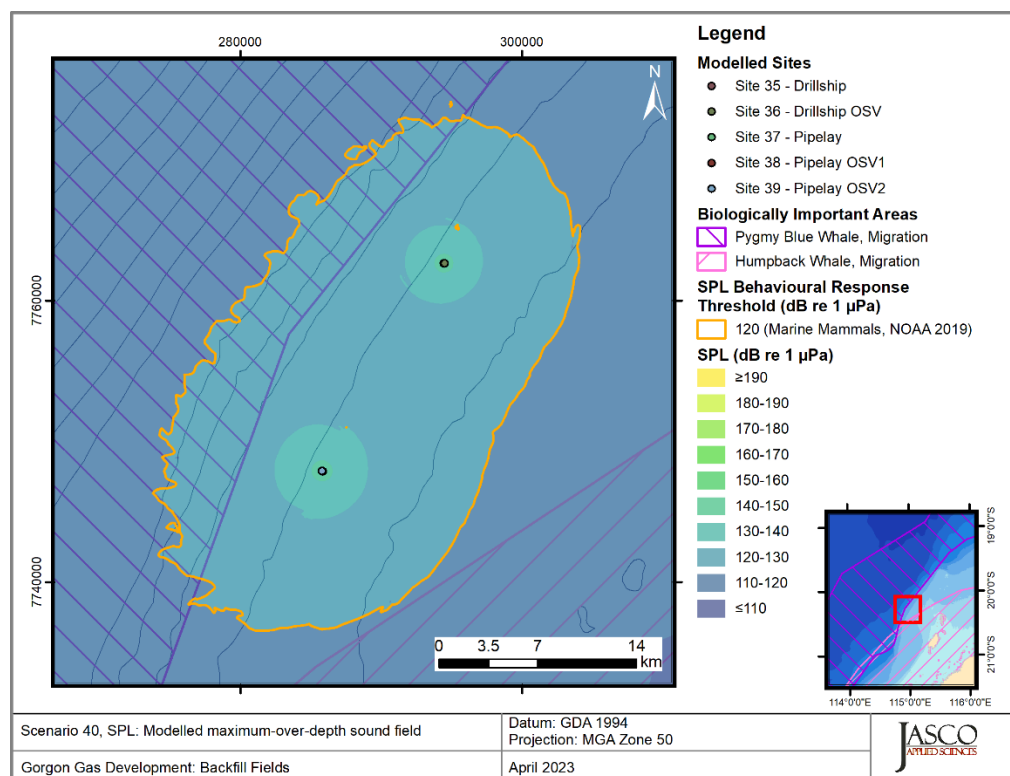 280000
300000
7760000
7740000
N
0 3.5 7 14
km
Legend
Modelled Sites
Site 35 - Drillship
Site 36 - Drillship OSV
Site 37 - Pipelay
Site 38 - Pipelay OSV1
Site 39 - Pipelay OSV2
Biologically Important Areas
Pygmy Blue Whale, Migration
Humpback Whale, Migration
SPL Behavioural Response
Threshold (dB re 1 µPa)
120 (Marine Mammals, NOAA 2019)
SPL (dB re 1 µPa)
≥190
180-190
170-180
160-170
150-160
140-150
130-140
120-130
110-120
≤110
19°0'0"S
20°0'0"S
21°0'0"S
114°0'0"E 115°0'0"E 116°0'0"E
Scenario 40, SPL: Modelled maximum-over-depth sound field
Gorgon Gas Development: Backfill Fields
Datum: GDA 1994
Projection: MGA Zone 50
April 2023
JASCO
APPLIED SCIENCES